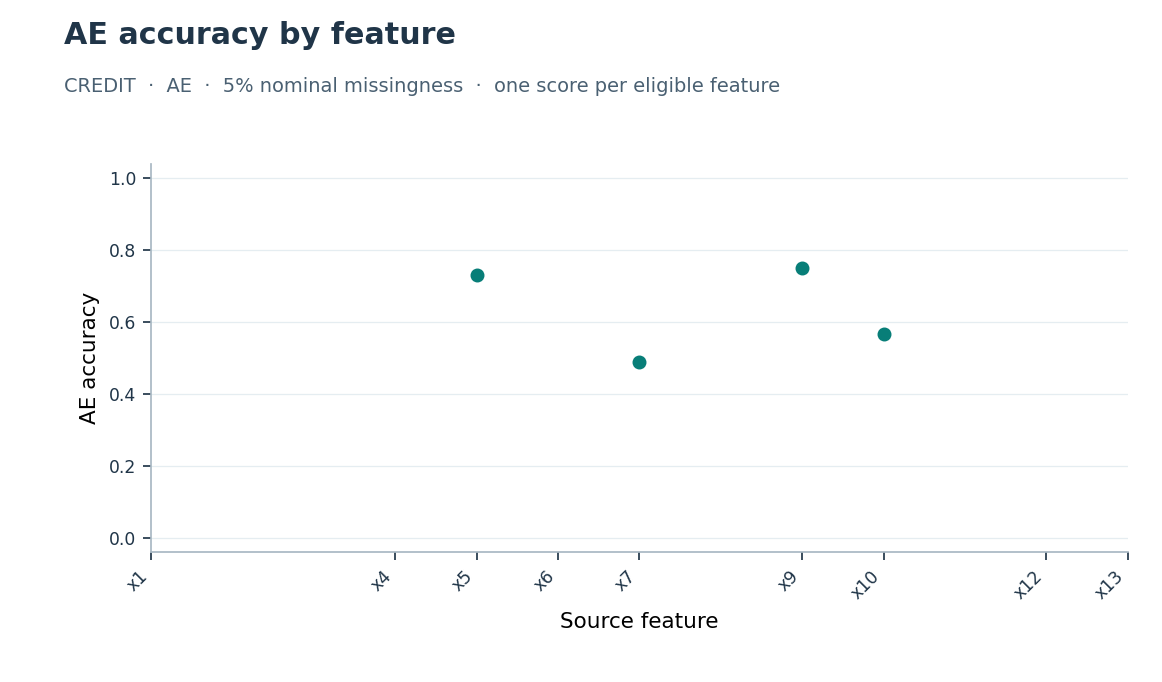 AE accuracy by feature
CREDIT · AE · 5% nominal missingness · one score per eligible feature
1.0
0.8
0.6
0.4
0.2
0.0
AE accuracy
x1 x4 x5 x6 x7 x9 x10 x12 x13
Source feature